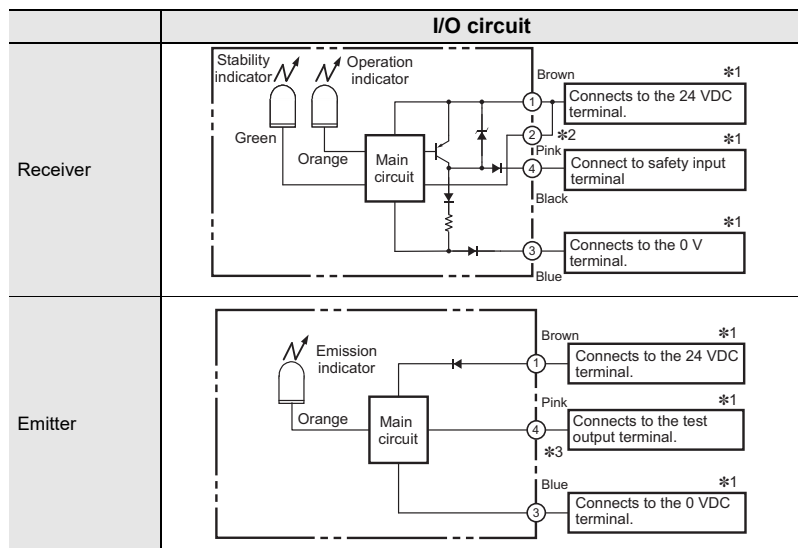 I/O circuit
Receiver
Stability
indicator
Operation
indicator
Green
Orange
Main
circuit
Brown
1
*1
Connects to the 24 VDC
terminal.
2
*2
Pink
*1
4
Connect to safety input
terminal
Black
*1
3
Connects to the 0 V
terminal.
Blue
Emitter
Emission
indicator
Orange
Main
circuit
Brown
*1
1
Connects to the 24 VDC
terminal.
Pink
*1
4
Connects to the test
output terminal.
*3
Blue
*1
3
Connects to the 0 VDC
terminal.